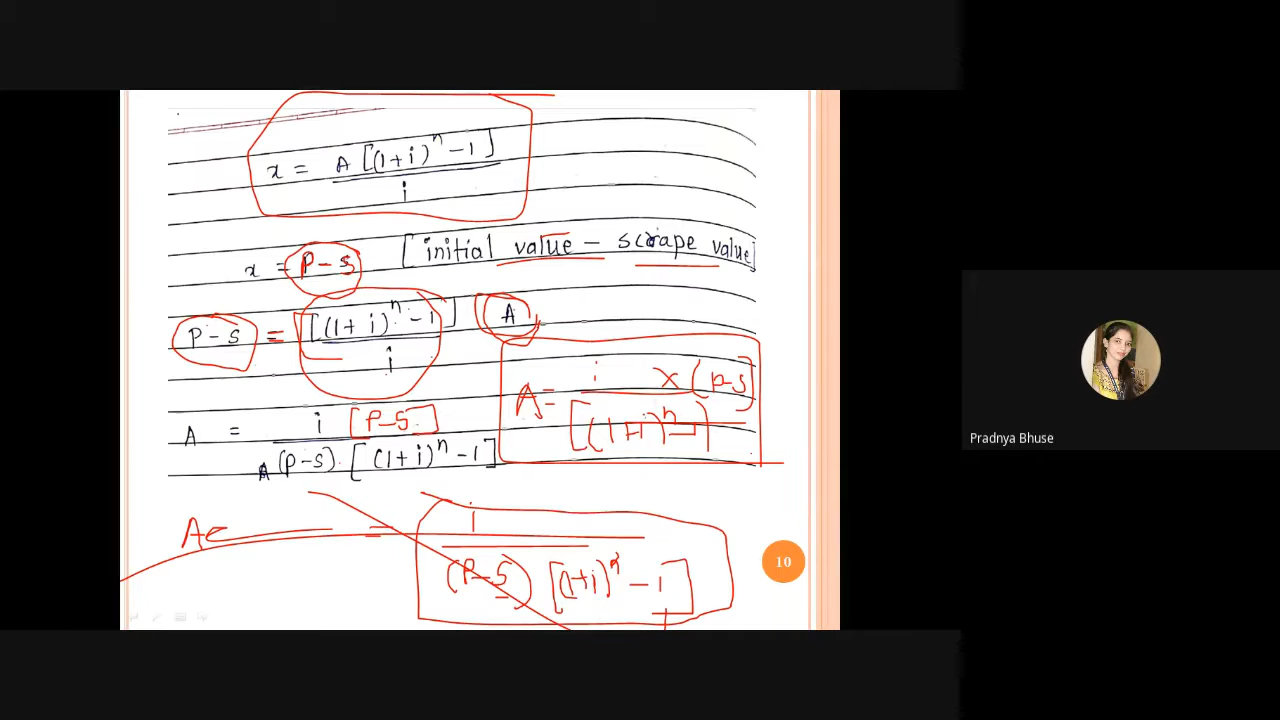 x = A [(1+i)^n - 1] / i
x = P-S [initial value - scrape value]
P-S = [(1+i)^n - 1] / i A
A = i / [(1+i)^n - 1] × (P-S)
A = i [P-S] / A (P-S). [(1+i)^n - 1]
A = i / (P-S) [(1+i)^n - 1]
10
Pradnya Bhuse